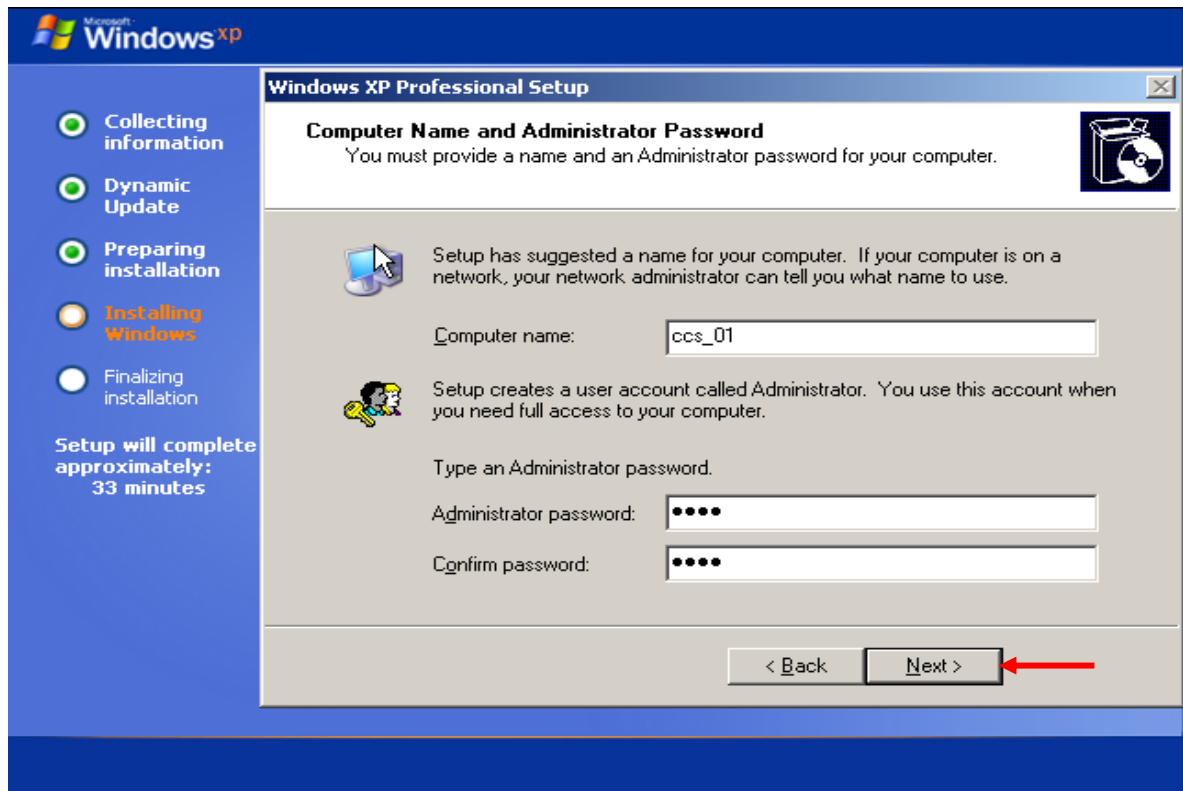 Microsoft
Windows xp
Collecting
information
Dynamic
Update
Preparing
installation
Installing
Windows
Finalizing
installation
Setup will complete
approximately:
33 minutes
Windows XP Professional Setup
Computer Name and Administrator Password
You must provide a name and an Administrator password for your computer.
Setup has suggested a name for your computer. If your computer is on a
network, your network administrator can tell you what name to use.
Computer name: ccs_01
Setup creates a user account called Administrator. You use this account when
you need full access to your computer.
Type an Administrator password.
Administrator password: ••••
Confirm password: ••••
< Back Next >